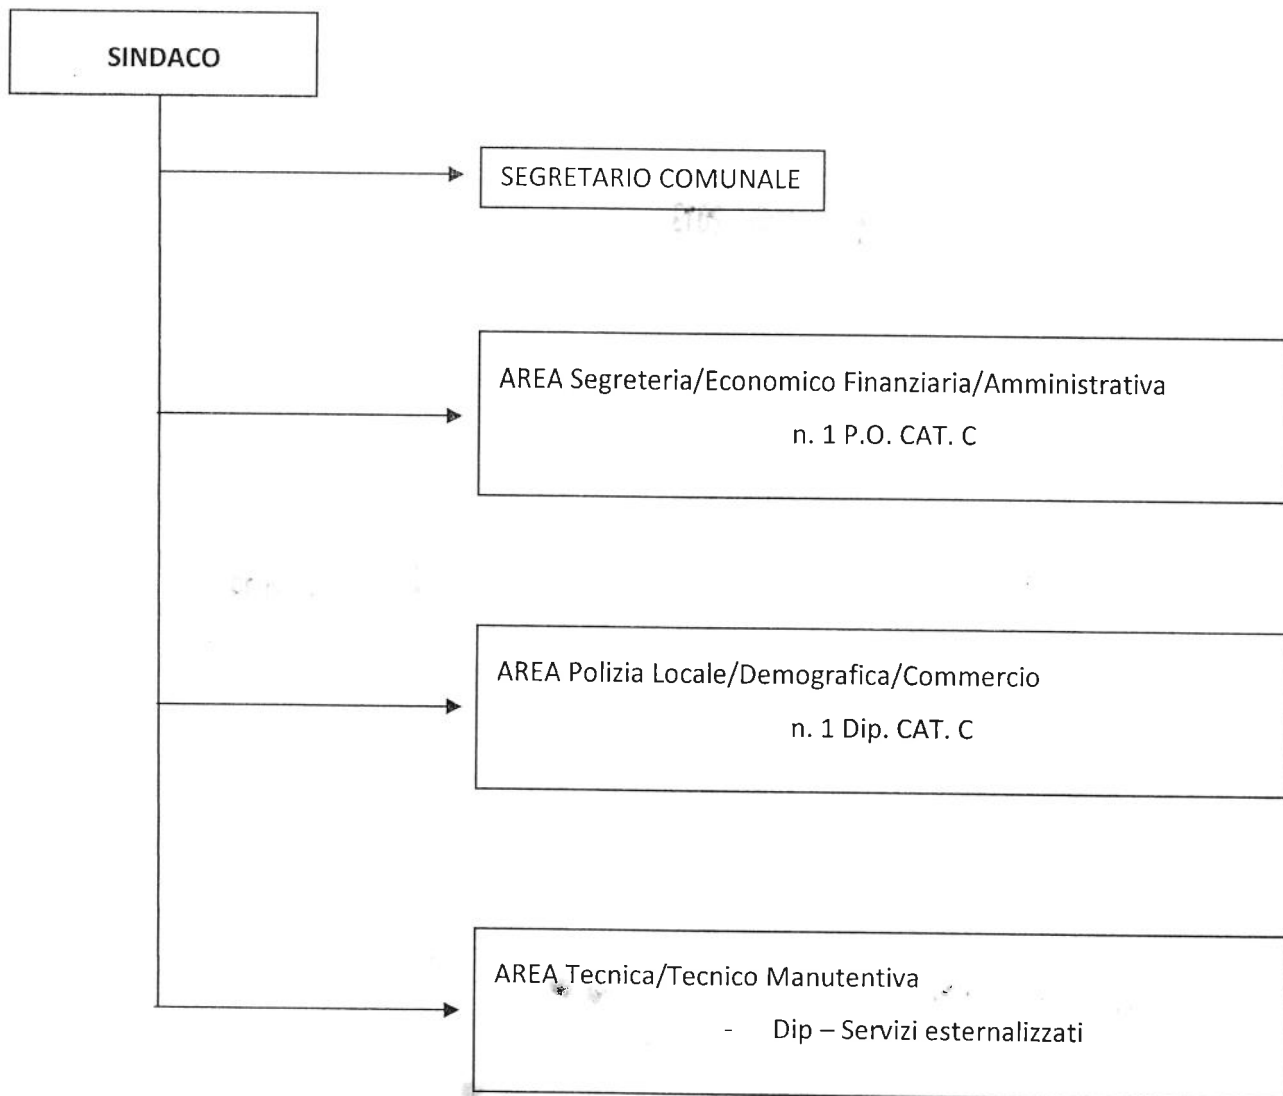 SINDACO
SEGRETARIO COMUNALE
AREA Segreteria/Economico Finanziaria/Amministrativa
n. 1 P.O. CAT. C
AREA Polizia Locale/Demografica/Commercio
n. 1 Dip. CAT. C
AREA Tecnica/Tecnico Manutentiva
- Dip – Servizi esternalizzati